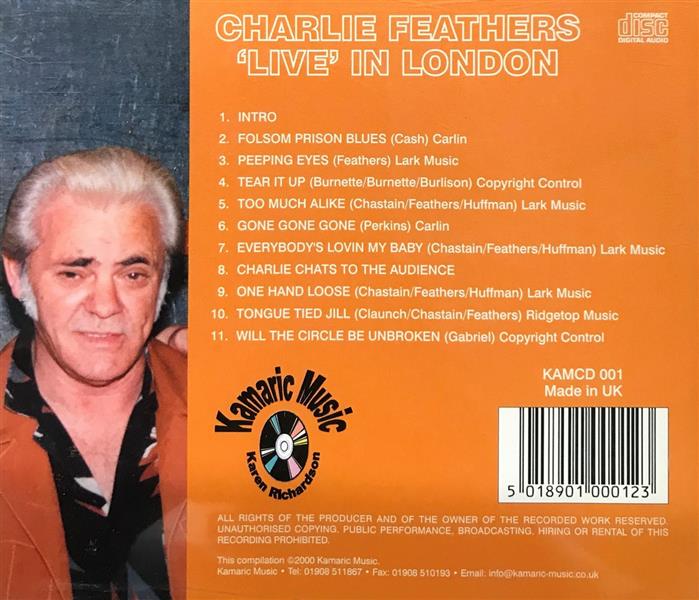 CHARLIE FEATHERS
‘LIVE’ IN LONDON
COMPACT
disc
DIGITAL AUDIO
1. INTRO
2. FOLSOM PRISON BLUES (Cash) Carlin
3. PEEPING EYES (Feathers) Lark Music
4. TEAR IT UP (Burnette/Burnette/Burlison) Copyright Control
5. TOO MUCH ALIKE (Chastain/Feathers/Huffman) Lark Music
6. GONE GONE GONE (Perkins) Carlin
7. EVERYBODY'S LOVIN MY BABY (Chastain/Feathers/Huffman) Lark Music
8. CHARLIE CHATS TO THE AUDIENCE
9. ONE HAND LOOSE (Chastain/Feathers/Huffman) Lark Music
10. TONGUE TIED JILL (Claunch/Chastain/Feathers) Ridgetop Music
11. WILL THE CIRCLE BE UNBROKEN (Gabriel) Copyright Control
KAMCD 001
Made in UK
Kamaric Music
Karen Richardson
5 018901 000123
ALL RIGHTS OF THE PRODUCER AND OF THE OWNER OF THE RECORDED WORK RESERVED.
UNAUTHORISED COPYING, PUBLIC PERFORMANCE, BROADCASTING, HIRING OR RENTAL OF THIS
RECORDING PROHIBITED.
This compilation ©2000 Kamaric Music.
Kamaric Music • Tel: 01908 511867 • Fax: 01908 510193 • Email: info@kamaric-music.co.uk